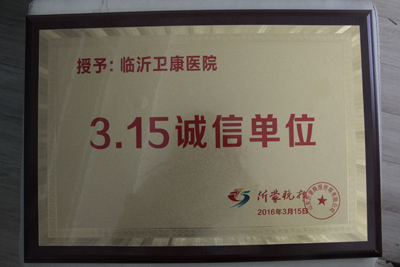 授予：临沂卫康医院
3.15诚信单位
沂蒙晚报
2016年3月15日